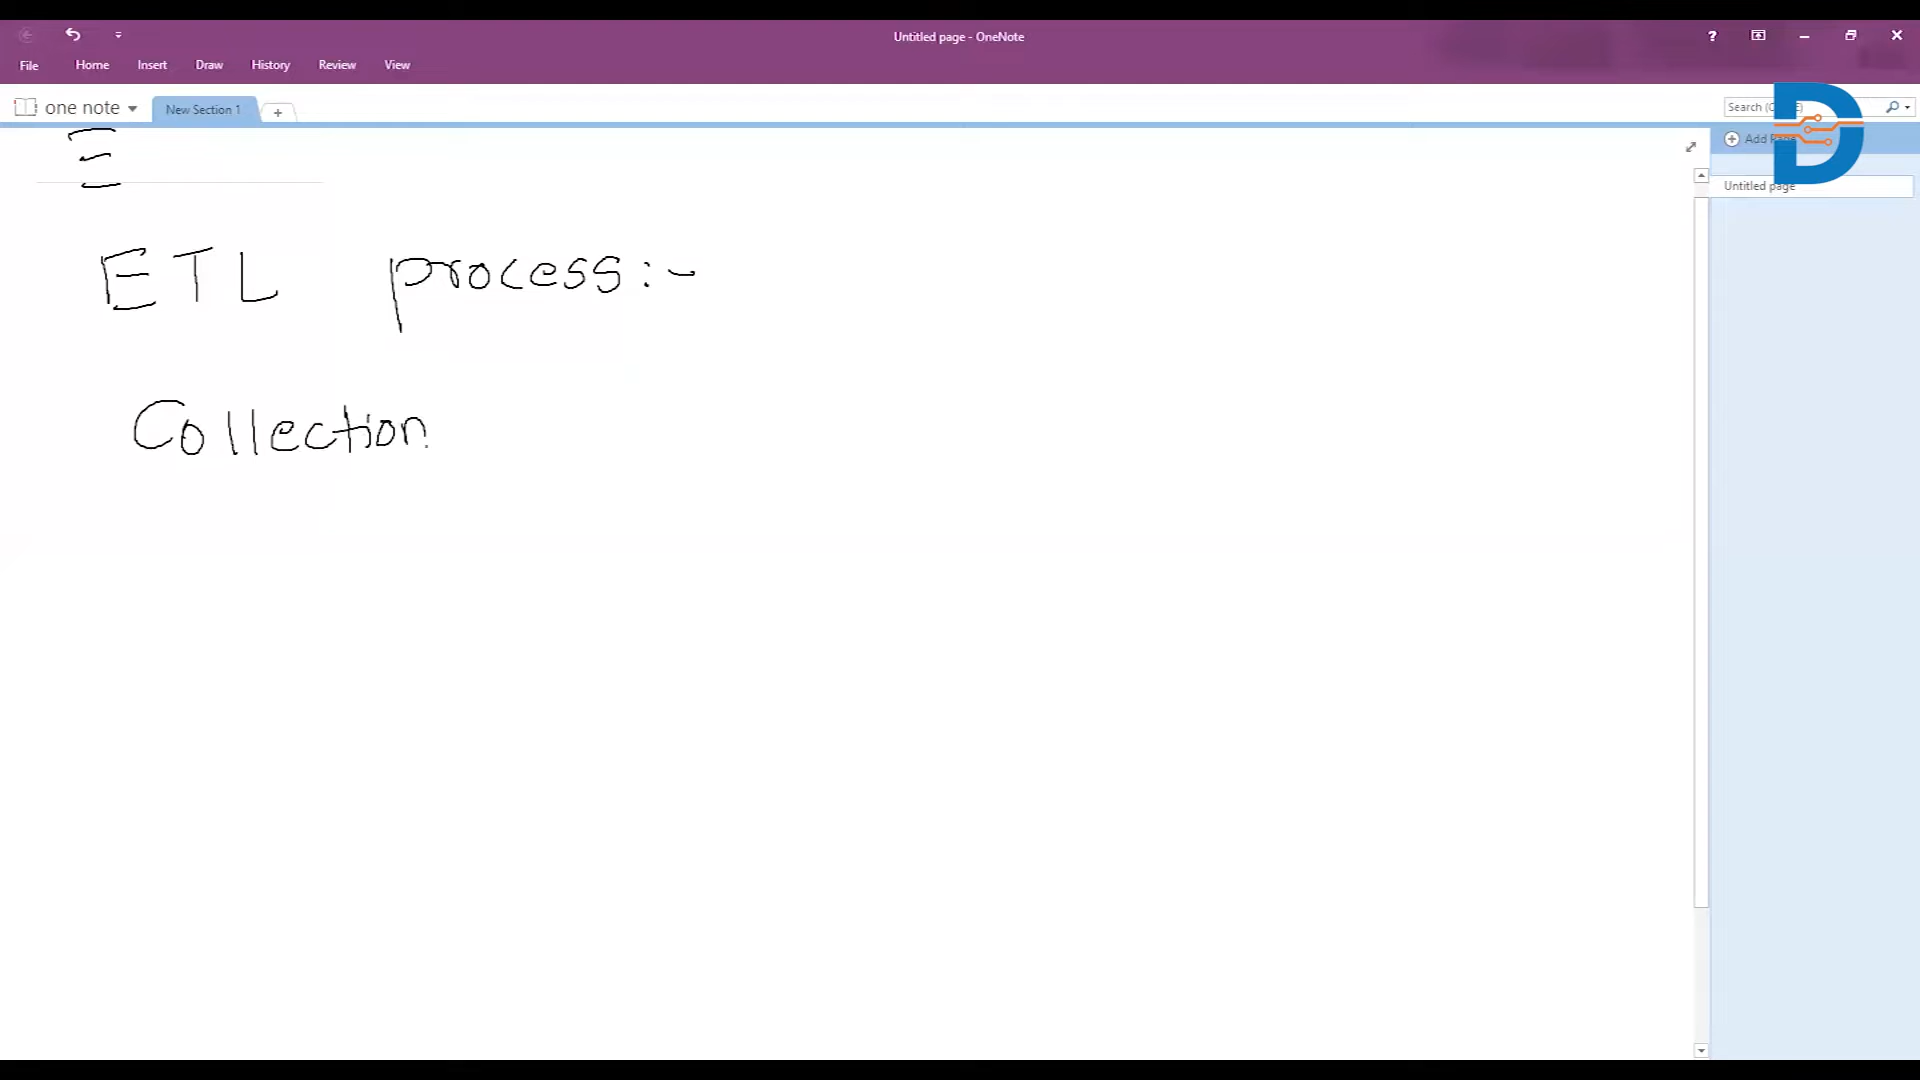 Untitled page - OneNote
?
File Home Insert Draw History Review View
one note New Section 1 +
Search
Add
Untitled page
ETL process:-
Collection